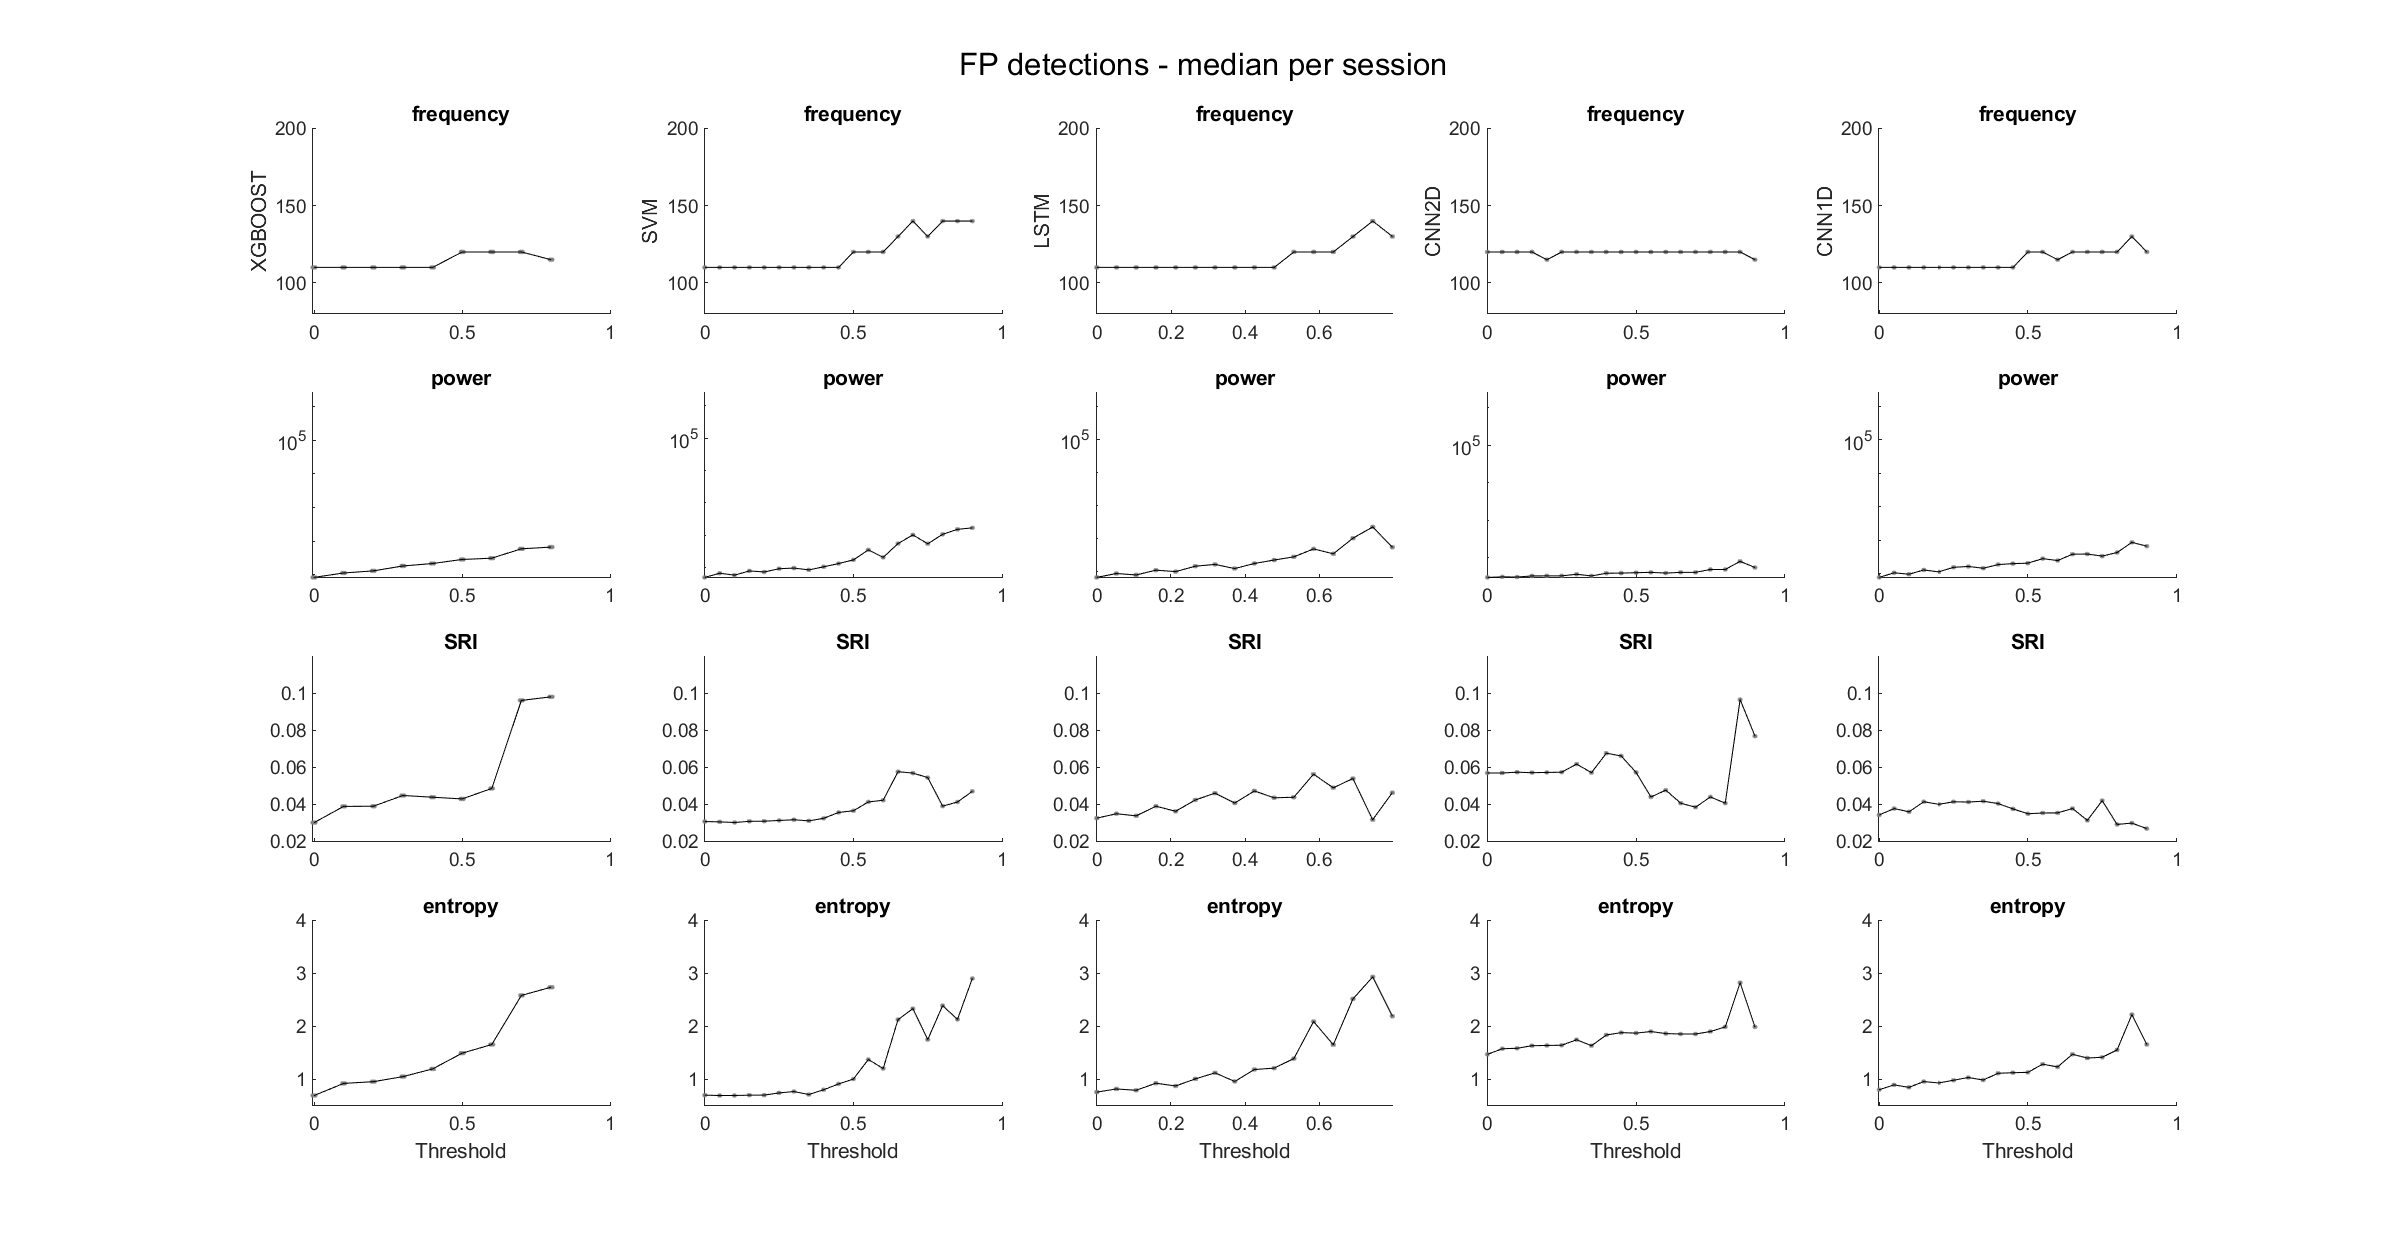 FP detections - median per session
frequency frequency frequency frequency frequency
XGBOOST SVM LSTM CNN2D CNN1D
200 200 200 200 200
150 150 150 150 150
100 100 100 100 100
0 0.5 1 0 0.5 1 0 0.2 0.4 0.6 0 0.5 1 0 0.5 1
power power power power power
10^5 10^5 10^5 10^5 10^5
0 0.5 1 0 0.5 1 0 0.2 0.4 0.6 0 0.5 1 0 0.5 1
SRI SRI SRI SRI SRI
0.1 0.1 0.1 0.1 0.1
0.08 0.08 0.08 0.08 0.08
0.06 0.06 0.06 0.06 0.06
0.04 0.04 0.04 0.04 0.04
0.02 0.02 0.02 0.02 0.02
0 0.5 1 0 0.5 1 0 0.2 0.4 0.6 0 0.5 1 0 0.5 1
entropy entropy entropy entropy entropy
4 4 4 4 4
3 3 3 3 3
2 2 2 2 2
1 1 1 1 1
0 0.5 1 0 0.5 1 0 0.2 0.4 0.6 0 0.5 1 0 0.5 1
Threshold Threshold Threshold Threshold Threshold